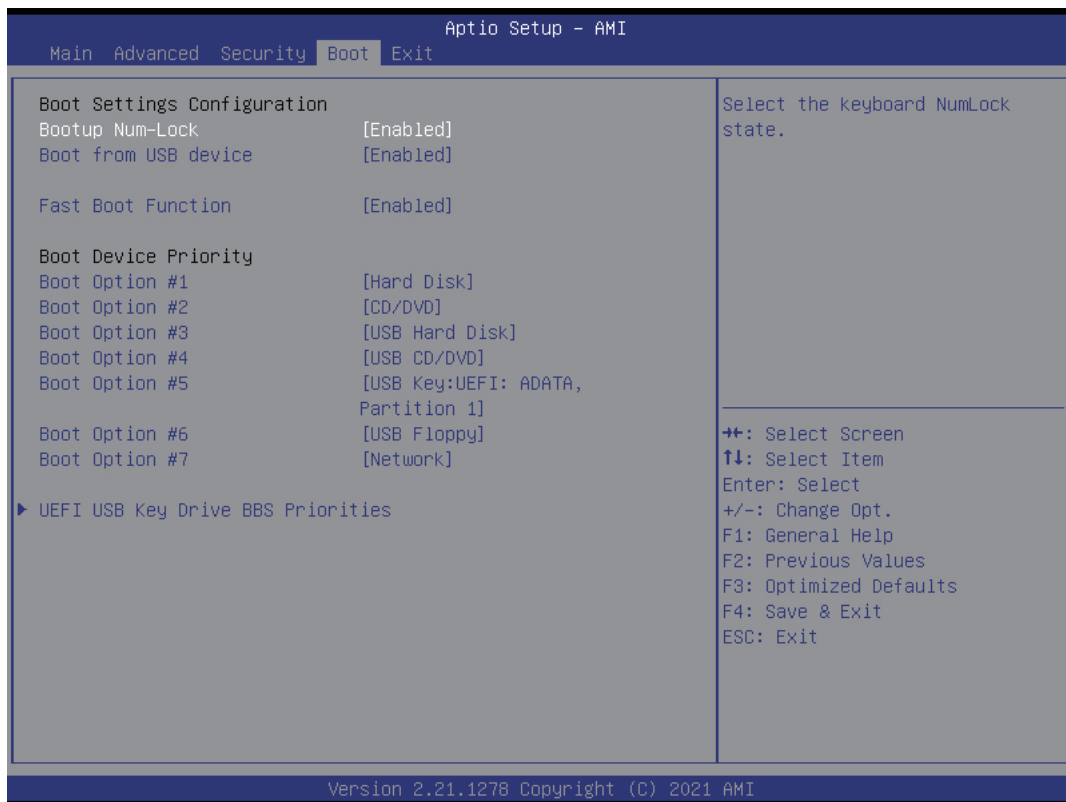 Aptio Setup – AMI
Main Advanced Security Boot Exit
Boot Settings Configuration
Bootup Num-Lock [Enabled]
Boot from USB device [Enabled]
Fast Boot Function [Enabled]
Boot Device Priority
Boot Option #1 [Hard Disk]
Boot Option #2 [CD/DVD]
Boot Option #3 [USB Hard Disk]
Boot Option #4 [USB CD/DVD]
Boot Option #5 [USB Key:UEFI: ADATA,
Partition 1]
Boot Option #6 [USB Floppy]
Boot Option #7 [Network]
▶ UEFI USB Key Drive BBS Priorities
Select the keyboard NumLock
state.
→←: Select Screen
↑↓: Select Item
Enter: Select
+/-: Change Opt.
F1: General Help
F2: Previous Values
F3: Optimized Defaults
F4: Save & Exit
ESC: Exit
Version 2.21.1278 Copyright (C) 2021 AMI